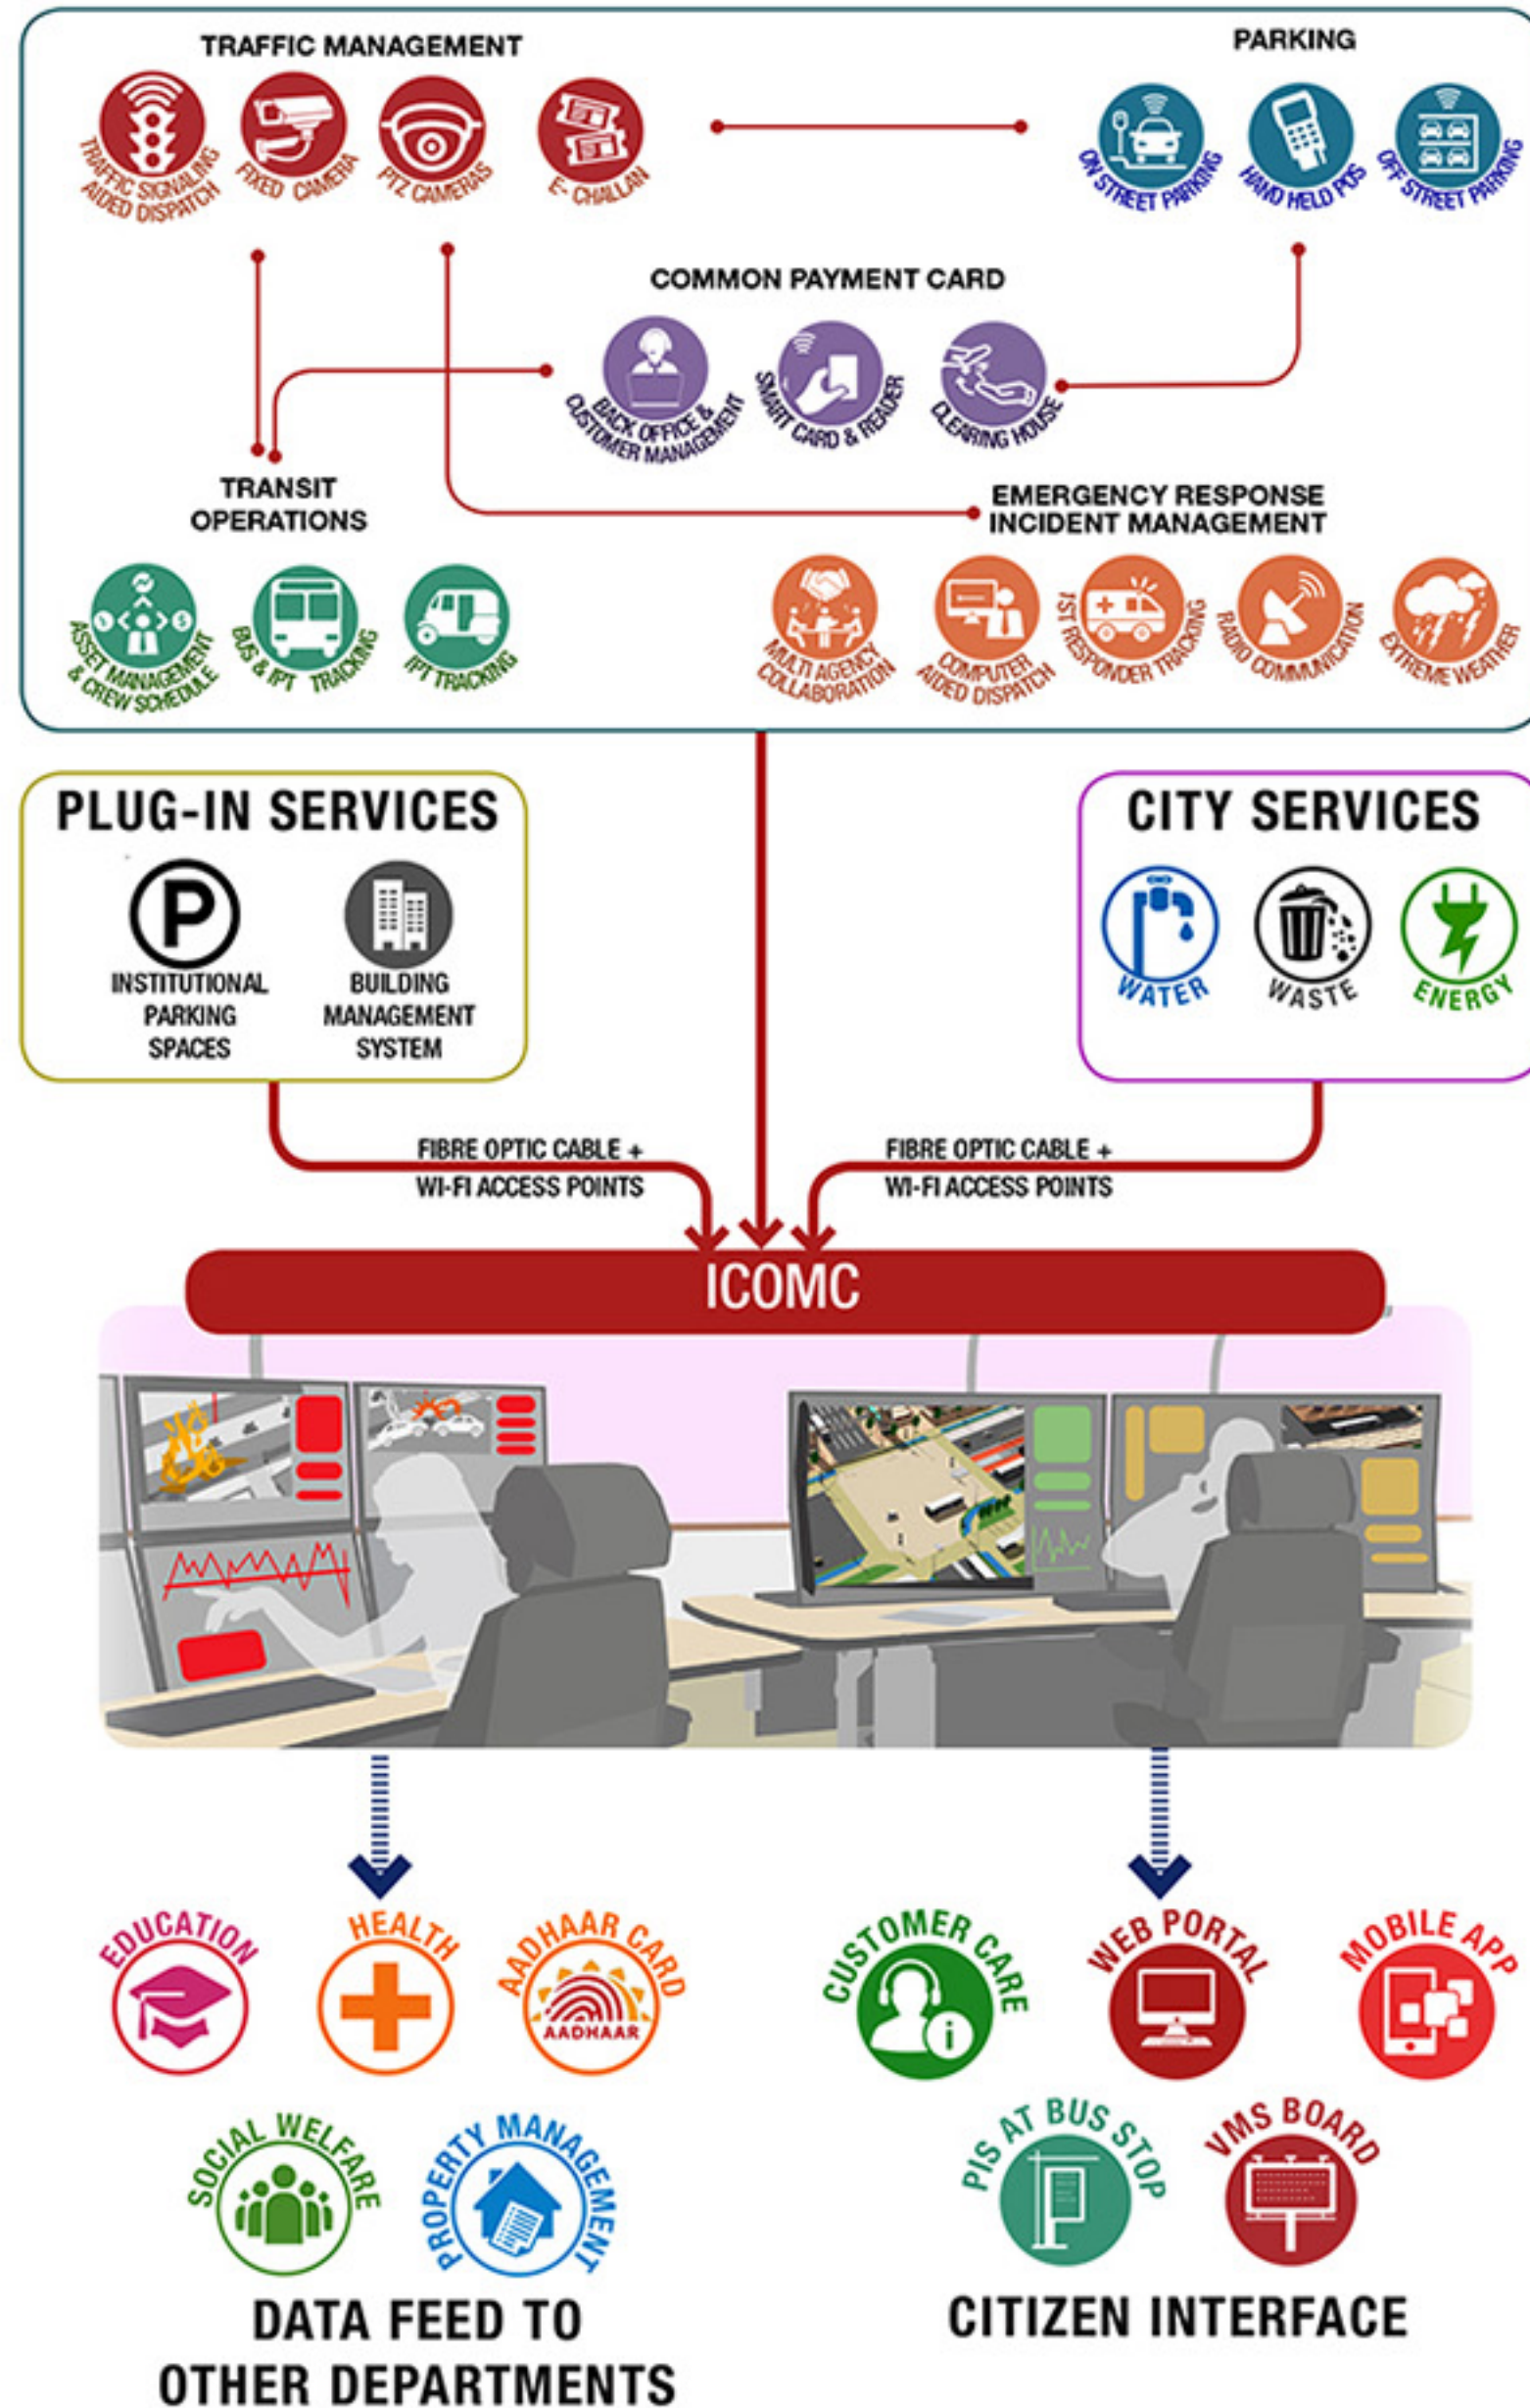 TRAFFIC MANAGEMENT
TRAFFIC SIGNALING
AIDED DISPATCH
FIXED CAMERA
PTZ CAMERAS
E- CHALLAN
PARKING
ON STREET PARKING
HAND HELD POS
OFF STREET PARKING
COMMON PAYMENT CARD
BACK OFFICE &
CUSTOMER MANAGEMENT
SMART CARD & READER
CLEARING HOUSE
TRANSIT
OPERATIONS
ASSET MANAGEMENT
& CREW SCHEDULE
BUS & IPT TRACKING
IPT TRACKING
EMERGENCY RESPONSE
INCIDENT MANAGEMENT
MULTI AGENCY
COLLABORATION
COMPUTER
AIDED DISPATCH
1ST RESPONDER TRACKING
RADIO COMMUNICATION
EXTREME WEATHER
PLUG-IN SERVICES
P
INSTITUTIONAL
PARKING
SPACES
BUILDING
MANAGEMENT
SYSTEM
CITY SERVICES
WATER
WASTE
ENERGY
FIBRE OPTIC CABLE +
WI-FI ACCESS POINTS
FIBRE OPTIC CABLE +
WI-FI ACCESS POINTS
ICOMC
EDUCATION
HEALTH
AADHAAR CARD
AADHAAR
SOCIAL WELFARE
PROPERTY MANAGEMENT
DATA FEED TO
OTHER DEPARTMENTS
CUSTOMER CARE
i
WEB PORTAL
MOBILE APP
PIS AT BUS STOP
VMS BOARD
CITIZEN INTERFACE